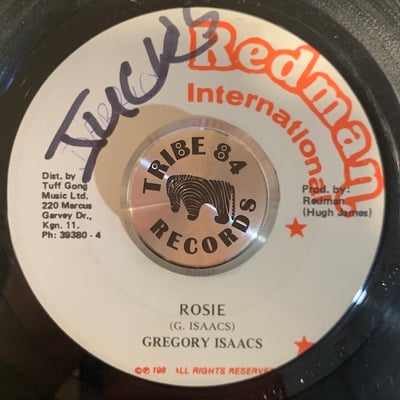 Redman
International
TRIBE 84
RECORDS
Dist. by
Tuff Gong
Music Ltd.
220 Marcus
Garvey Dr.,
Kgn. 11.
Ph: 39380 - 4
Prod. by:
Redman
(Hugh James)
ROSIE
(G. ISAACS)
GREGORY ISAACS
©℗ 198 ALL RIGHTS RESERVED